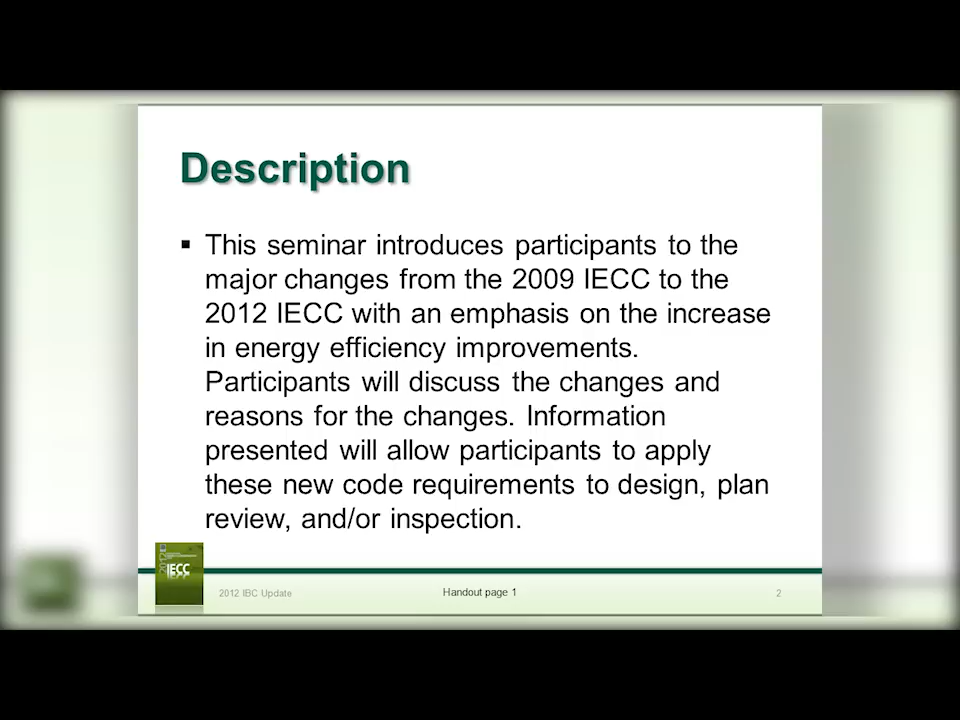 Description
▪ This seminar introduces participants to the
major changes from the 2009 IECC to the
2012 IECC with an emphasis on the increase
in energy efficiency improvements.
Participants will discuss the changes and
reasons for the changes. Information
presented will allow participants to apply
these new code requirements to design, plan
review, and/or inspection.
2012
IECC
2012 IBC Update
Handout page 1
2